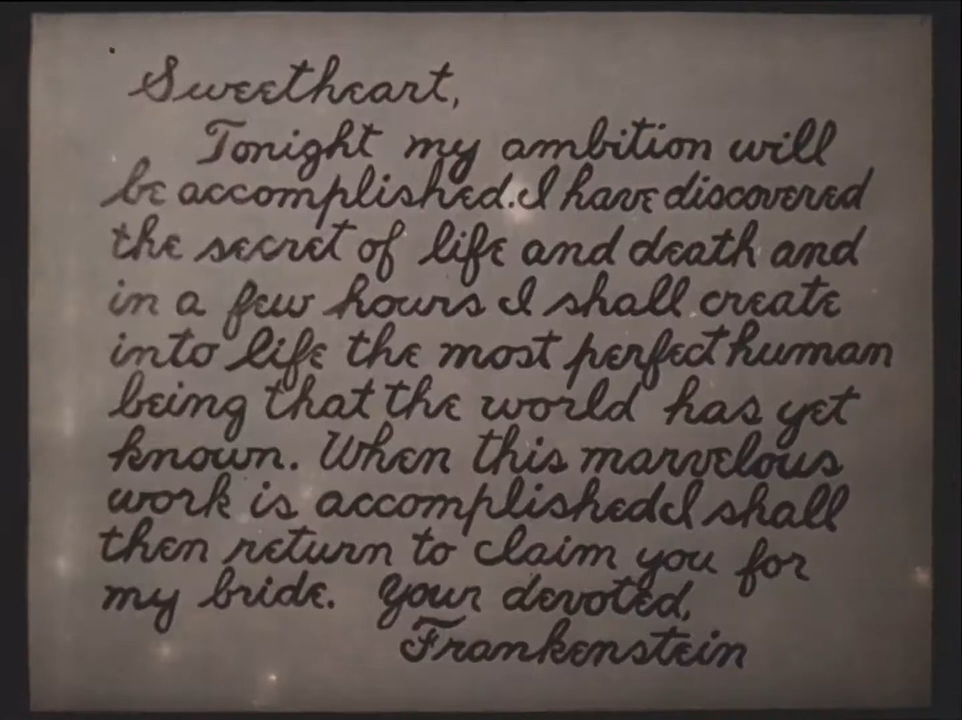 Sweetheart,
Tonight my ambition will
be accomplished. I have discovered
the secret of life and death and
in a few hours I shall create
into life the most perfect human
being that the world has yet
known. When this marvelous
work is accomplished I shall
then return to claim you for
my bride. Your devoted,
Frankenstein